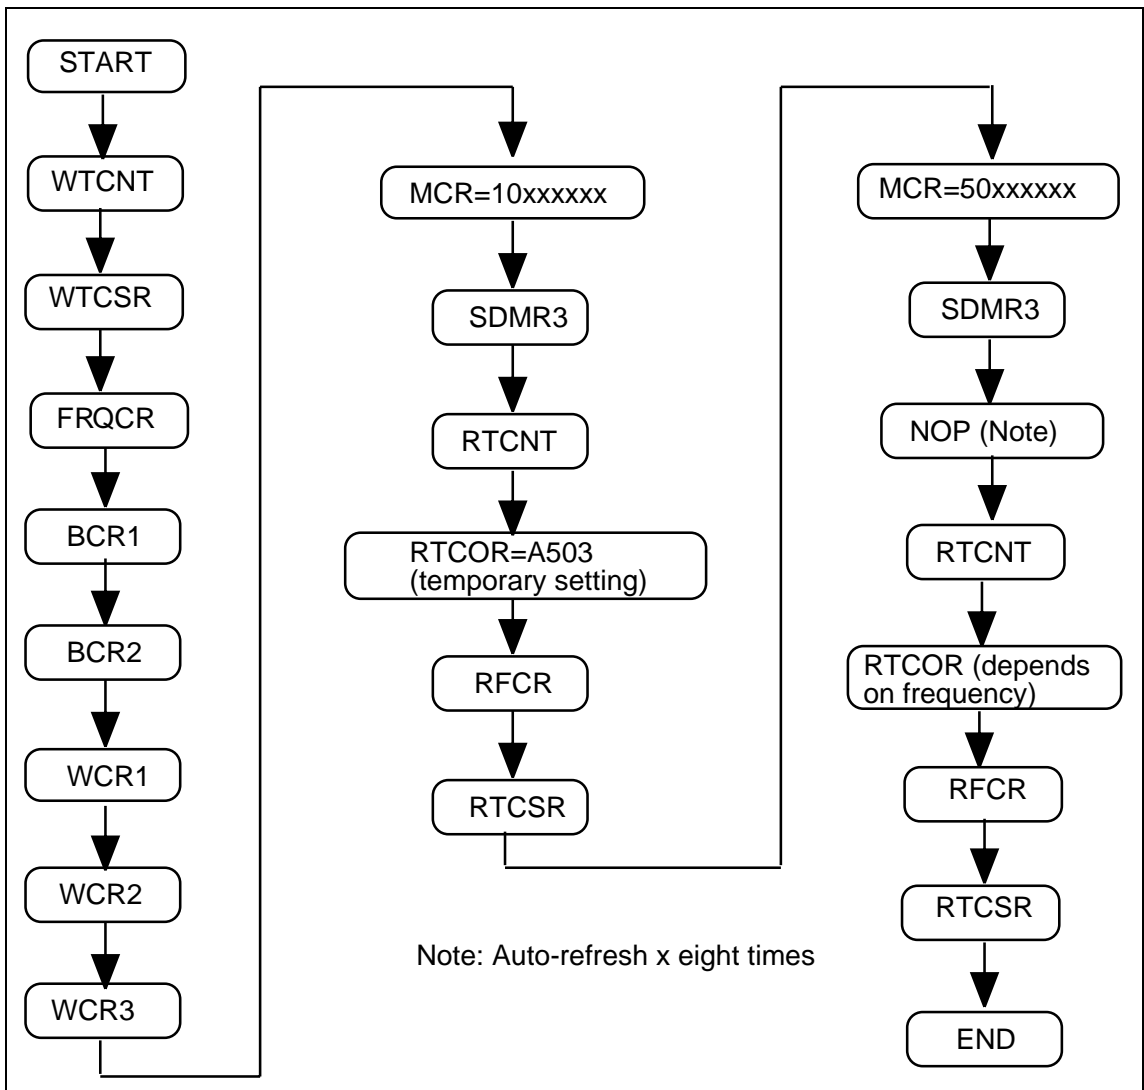 START
WTCNT
WTCSR
FRQCR
BCR1
BCR2
WCR1
WCR2
WCR3
MCR=10xxxxxx
SDMR3
RTCNT
RTCOR=A503
(temporary setting)
RFCR
RTCSR
MCR=50xxxxxx
SDMR3
NOP (Note)
RTCNT
RTCOR (depends
on frequency)
RFCR
RTCSR
END
Note: Auto-refresh x eight times